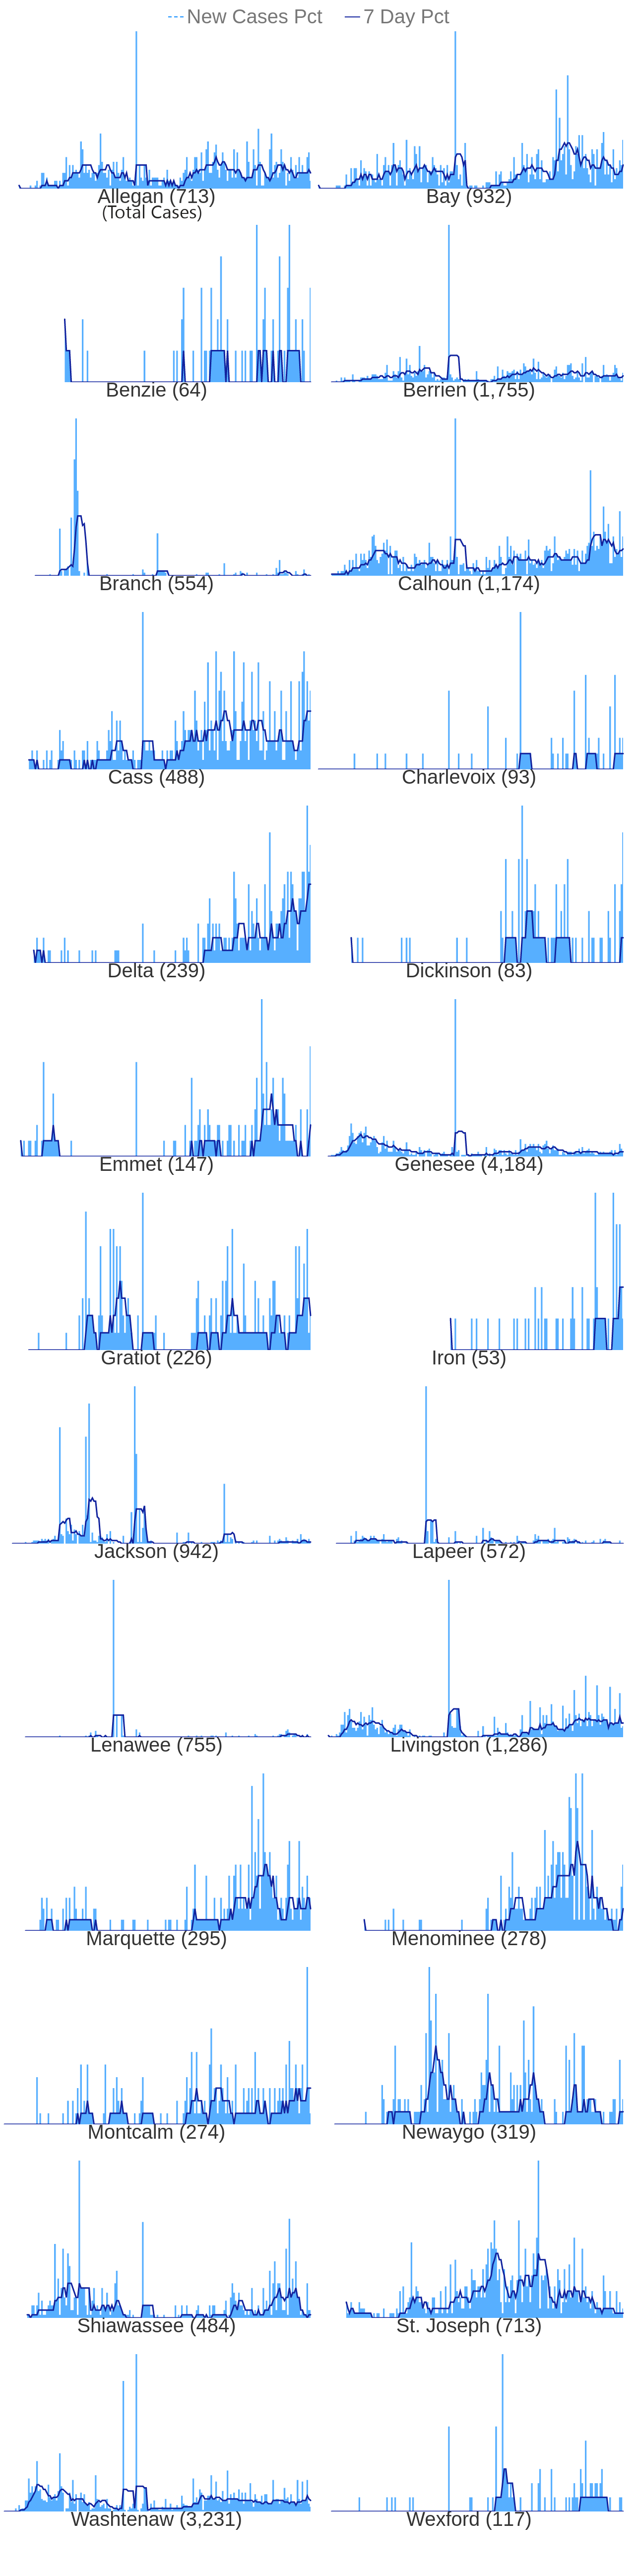 New Cases Pct 7 Day Pct
Allegan (713) Bay (932)
(Total Cases)
Benzie (64) Berrien (1,755)
Branch (554) Calhoun (1,174)
Cass (488) Charlevoix (93)
Delta (239) Dickinson (83)
Emmet (147) Genesee (4,184)
Gratiot (226) Iron (53)
Jackson (942) Lapeer (572)
Lenawee (755) Livingston (1,286)
Marquette (295) Menominee (278)
Montcalm (274) Newaygo (319)
Shiawassee (484) St. Joseph (713)
Washtenaw (3,231) Wexford (117)